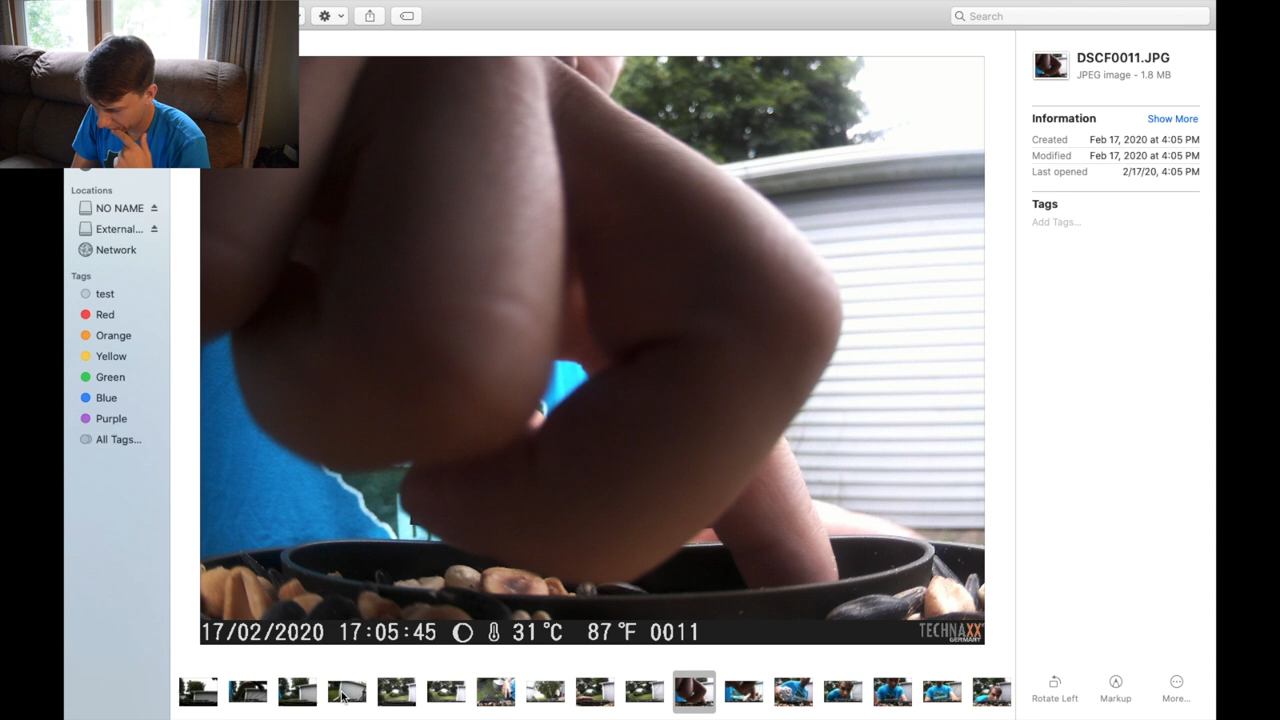 Search
DSCF0011.JPG
JPEG image - 1.8 MB
Information Show More
Created Feb 17, 2020 at 4:05 PM
Modified Feb 17, 2020 at 4:05 PM
Last opened 2/17/20, 4:05 PM
Tags
Add Tags...
Locations
NO NAME
External...
Network
Tags
test
Red
Orange
Yellow
Green
Blue
Purple
All Tags...
17/02/2020 17:05:45 31°C 87°F 0011
TECHNAXX
GERMANY
Rotate Left
Markup
More...